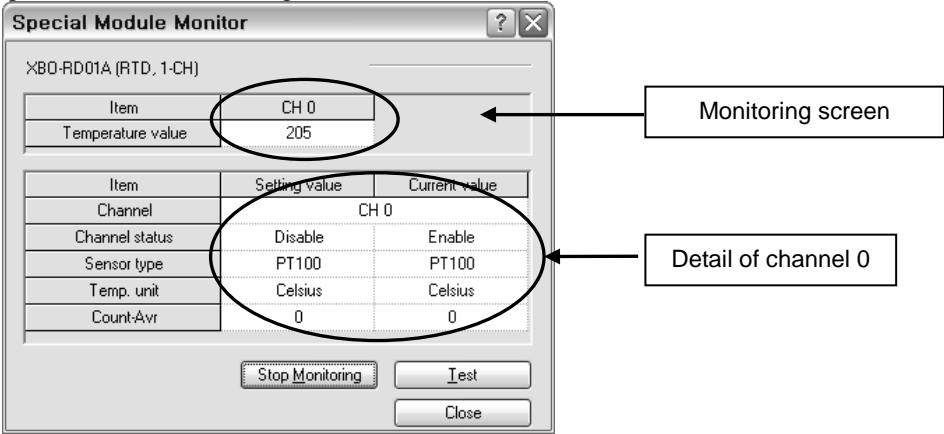 Special Module Monitor
XBO-RD01A (RTD, 1-CH)
Item CH 0
Temperature value 205
Monitoring screen
Item Setting value Current value
Channel CH 0
Channel status Disable Enable
Sensor type PT100 PT100
Temp. unit Celsius Celsius
Count-Avr 0 0
Detail of channel 0
Stop Monitoring Test
Close